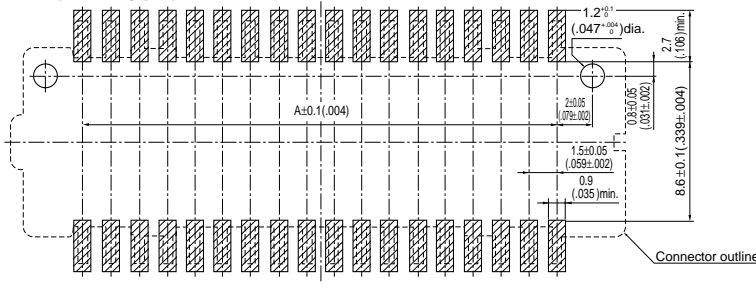 1.2 +0.1 0
(.047 +.004 0)dia.
2.7
(.106)min.
A±0.1(.004)
2±0.05
(.079±.002)
0.8±0.05
(.031±.002)
8.6±0.1(.339±.004)
1.5±0.05
(.059±.002)
0.9
(.035)min.
Connector outline